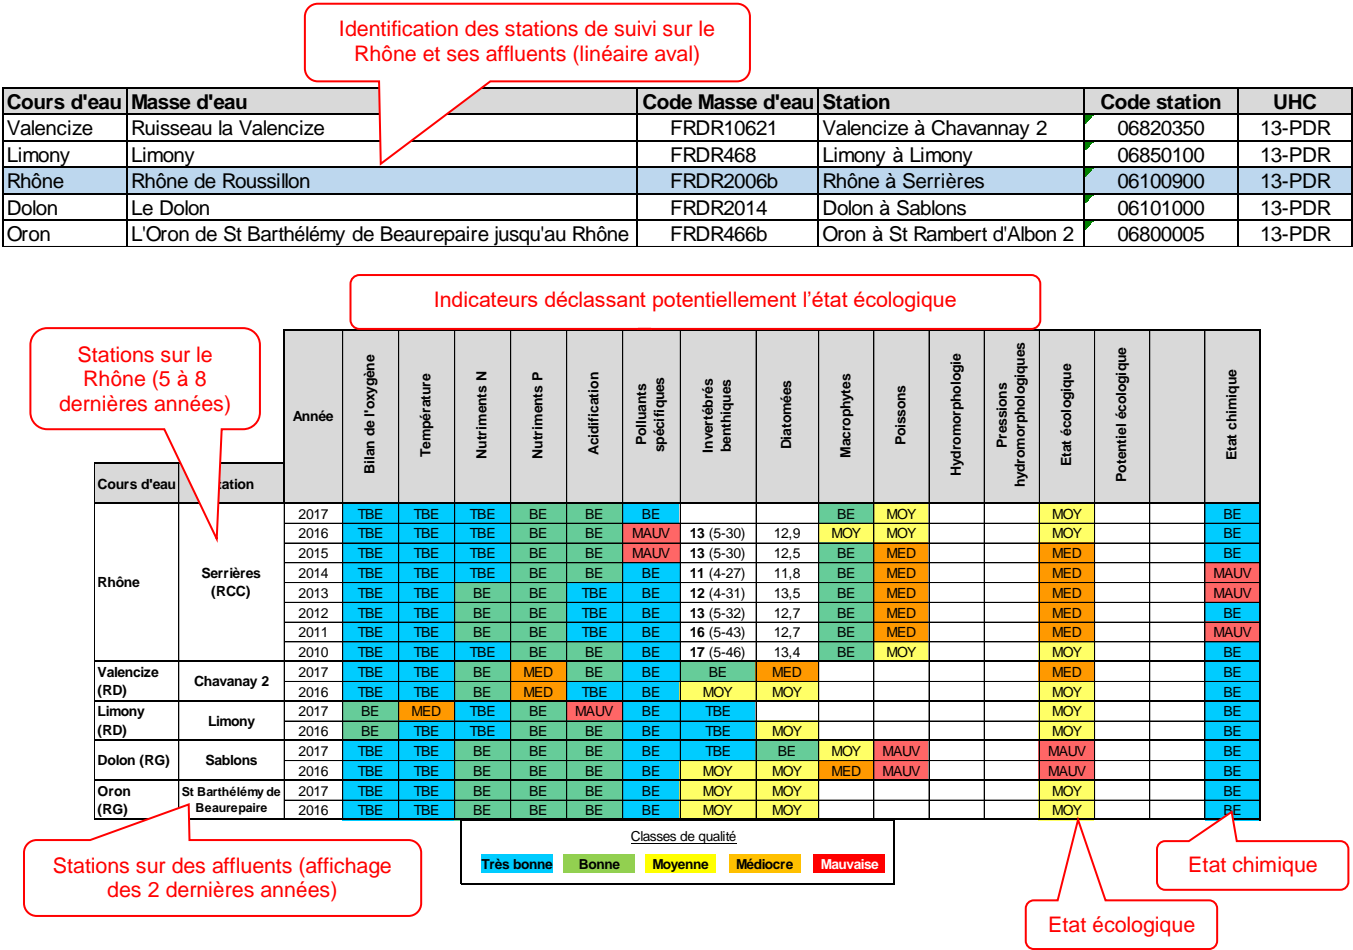 Identification des stations de suivi sur le
Rhône et ses affluents (linéaire aval)
Cours d'eau Masse d'eau Code Masse d'eau Station Code station UHC
Valencize Ruisseau la Valencize FRDR10621 Valencize à Chavannay 2 06820350 13-PDR
Limony Limony FRDR468 Limony à Limony 06850100 13-PDR
Rhône Rhône de Roussillon FRDR2006b Rhône à Serrières 06100900 13-PDR
Dolon Le Dolon FRDR2014 Dolon à Sablons 06101000 13-PDR
Oron L'Oron de St Barthélémy de Beaurepaire jusqu'au Rhône FRDR466b Oron à St Rambert d'Albon 2 06800005 13-PDR
Indicateurs déclassant potentiellement l'état écologique
Stations sur le
Rhône (5 à 8
dernières années)
Cours d'eau tation Année Bilan de l'oxygène Température Nutriments N Nutriments P Acidification Polluants spécifiques Invertébrés benthiques Diatomées Macrophytes Poissons Hydromorphologie Pressions hydromorphologiques Etat écologique Potentiel écologique Etat chimique
Rhône Serrières (RCC)
2017 TBE TBE TBE BE BE BE BE MOY MOY BE
2016 TBE TBE TBE BE BE MAUV 13 (5-30) 12,9 MOY MOY MOY BE
2015 TBE TBE TBE BE BE MAUV 13 (5-30) 12,5 BE MED MED BE
2014 TBE TBE TBE BE BE BE 11 (4-27) 11,8 BE MED MED MAUV
2013 TBE TBE BE BE TBE BE 12 (4-31) 13,5 BE MED MED MAUV
2012 TBE TBE BE BE TBE BE 13 (5-32) 12,7 BE MED MED BE
2011 TBE TBE BE BE TBE BE 16 (5-43) 12,7 BE MED MED MAUV
2010 TBE TBE BE BE TBE BE 17 (5-46) 13,4 BE MOY MOY BE
Valencize (RD) Chavanay 2
2017 TBE TBE BE MED BE BE BE MED MED BE
2016 TBE TBE BE MED TBE BE MOY MOY MOY BE
Limony (RD) Limony
2017 BE MED TBE BE MAUV BE TBE MOY BE
2016 BE TBE TBE BE BE BE TBE MOY MOY BE
Dolon (RG) Sablons
2017 TBE TBE BE BE BE BE TBE BE MOY MAUV MAUV BE
2016 TBE TBE BE BE BE BE MOY MOY MED MAUV MAUV BE
Oron (RG) St Barthélémy de Beaurepaire
2017 TBE TBE BE BE BE BE MOY MOY MOY BE
2016 TBE TBE BE BE BE BE MOY MOY MOY BE
Classes de qualité
Très bonne Bonne Moyenne Médiocre Mauvaise
Stations sur des affluents (affichage
des 2 dernières années)
Etat chimique
Etat écologique